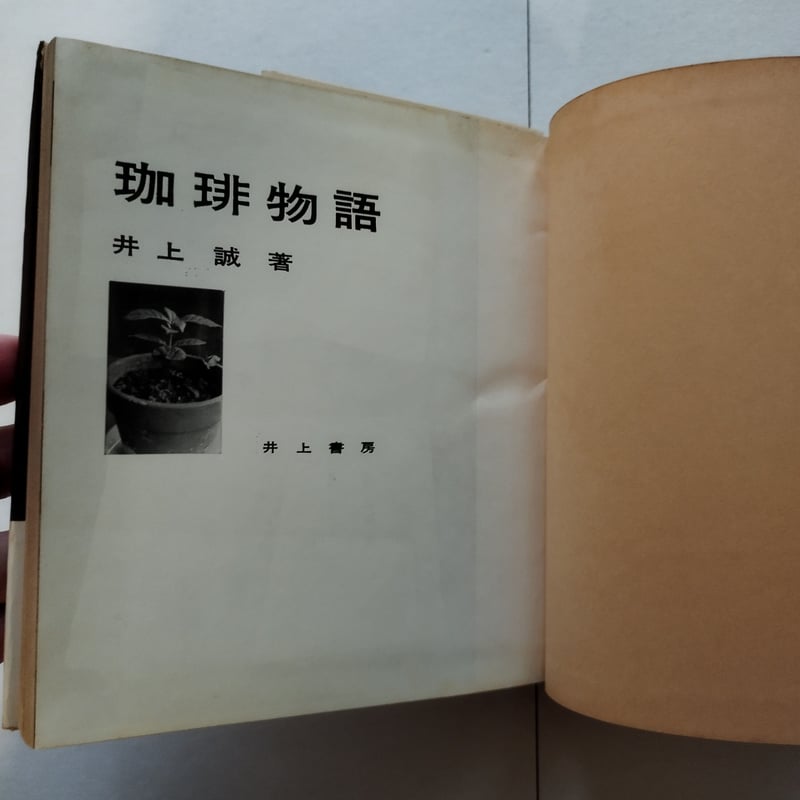 珈琲物語
井上 誠 著
井上書房